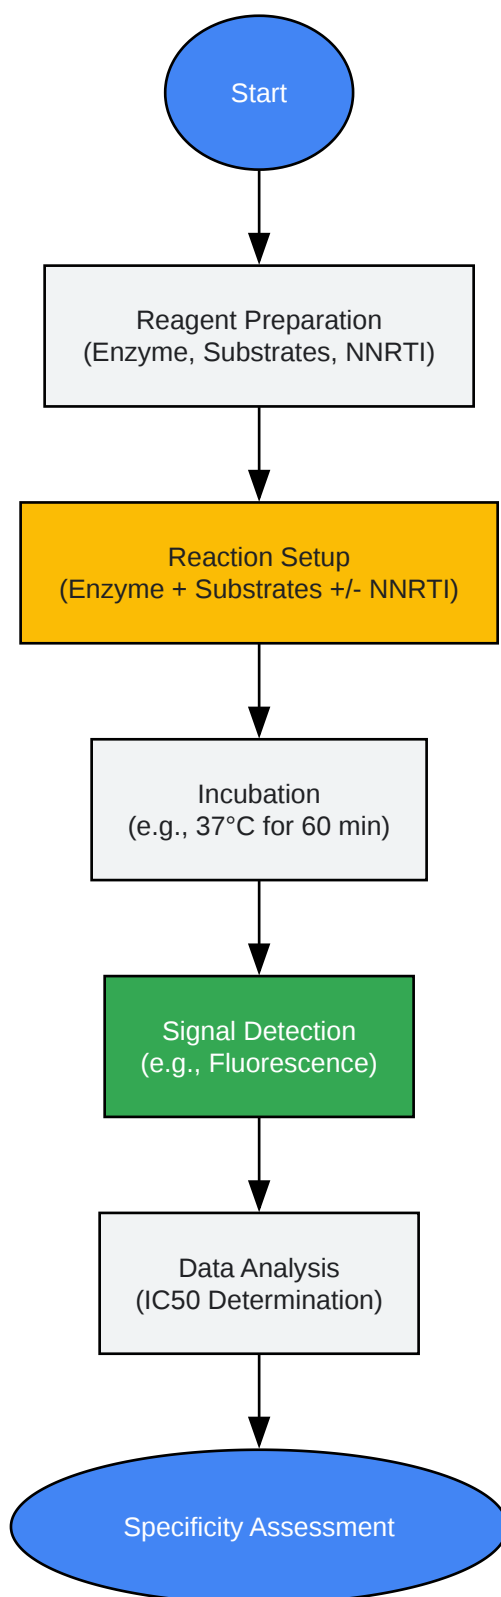 Start
Reagent Preparation
(Enzyme, Substrates, NNRTI)
Reaction Setup
(Enzyme + Substrates +/- NNRTI)
Incubation
(e.g., 37°C for 60 min)
Signal Detection
(e.g., Fluorescence)
Data Analysis
(IC50 Determination)
Specificity Assessment